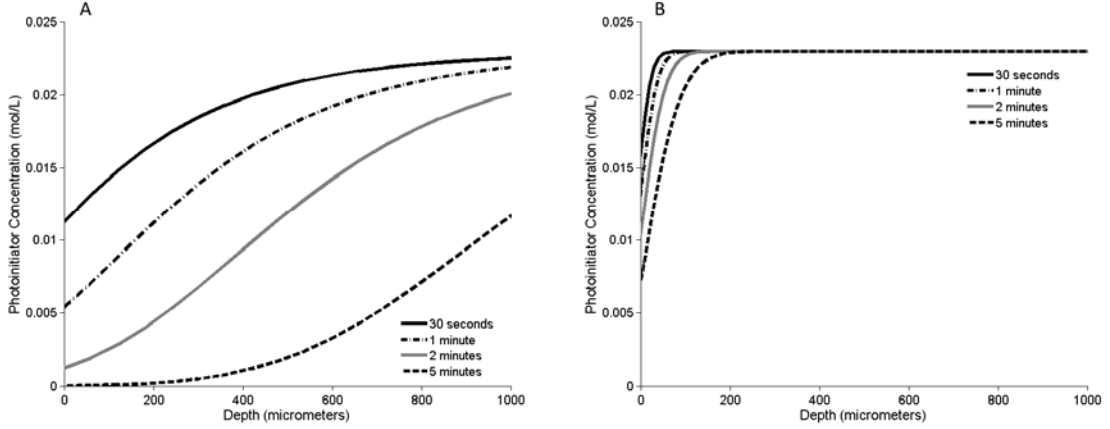 A
0.025
0.02
0.015
0.01
0.005
0
Photoinitiator Concentration (mol/L)
0 200 400 600 800 1000
Depth (micrometers)
30 seconds
1 minute
2 minutes
5 minutes
B
0.025
0.02
0.015
0.01
0.005
0
Photoinitiator Concentration (mol/L)
0 200 400 600 800 1000
Depth (micrometers)
30 seconds
1 minute
2 minutes
5 minutes